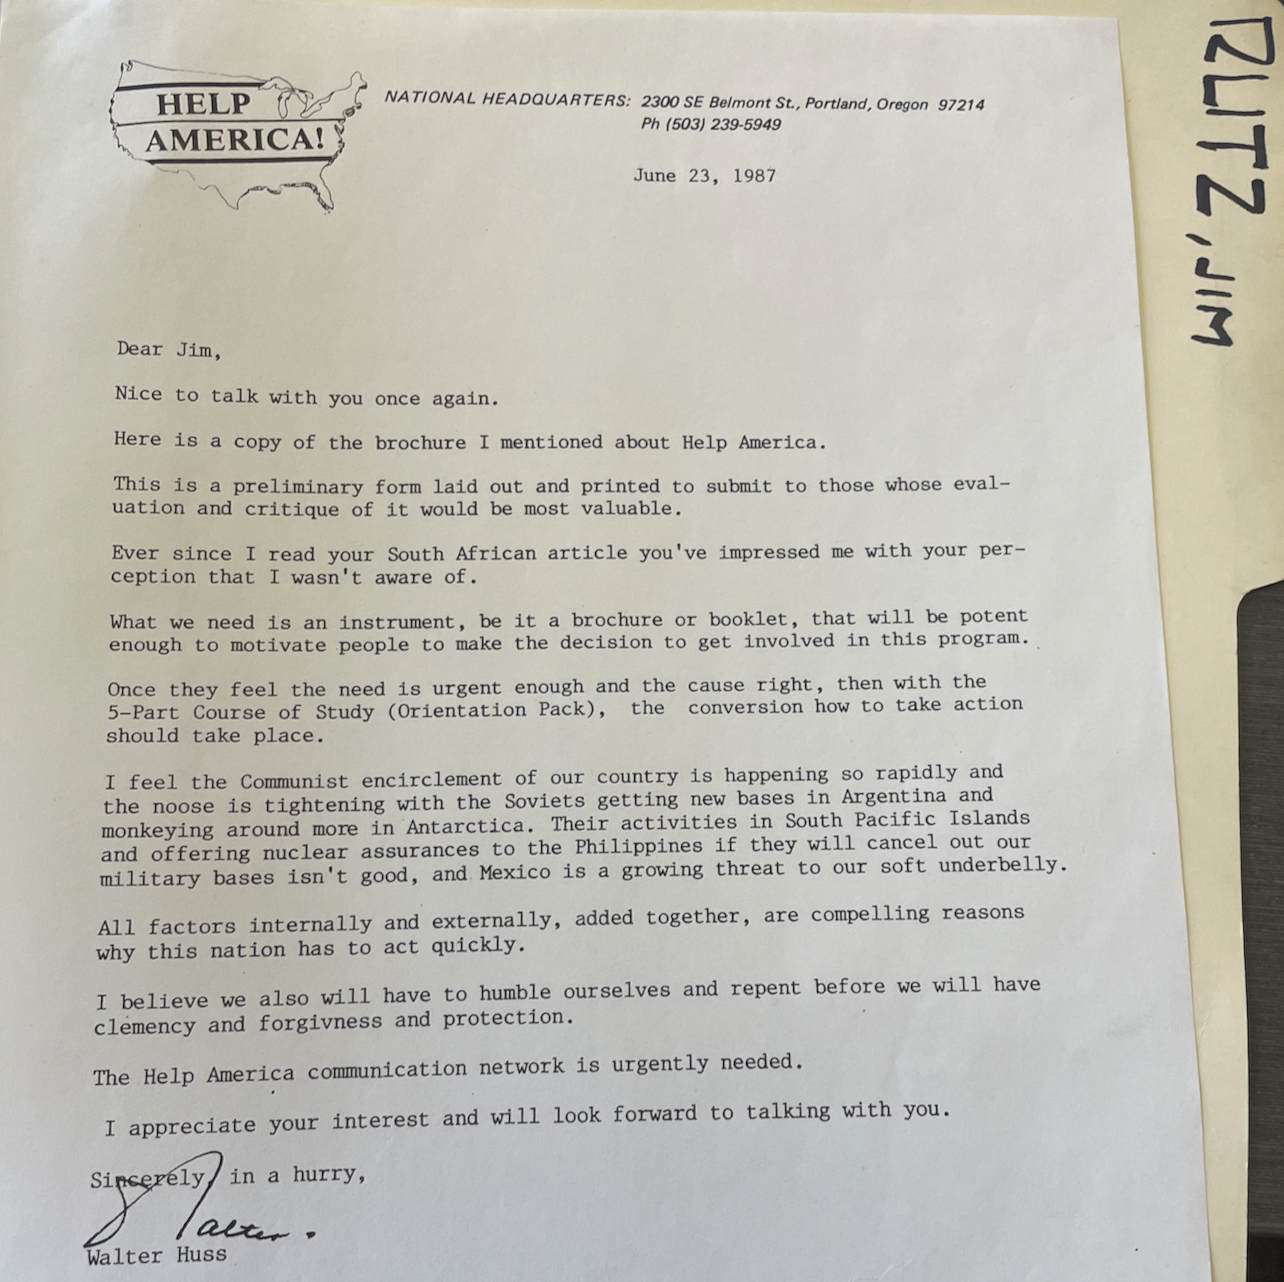 HELP
AMERICA!
NATIONAL HEADQUARTERS: 2300 SE Belmont St., Portland, Oregon 97214
Ph (503) 239-5949
June 23, 1987
Dear Jim,
Nice to talk with you once again.
Here is a copy of the brochure I mentioned about Help America.
This is a preliminary form laid out and printed to submit to those whose eval-
uation and critique of it would be most valuable.
Ever since I read your South African article you've impressed me with your per-
ception that I wasn't aware of.
What we need is an instrument, be it a brochure or booklet, that will be potent
enough to motivate people to make the decision to get involved in this program.
Once they feel the need is urgent enough and the cause right, then with the
5-Part Course of Study (Orientation Pack), the conversion how to take action
should take place.
I feel the Communist encirclement of our country is happening so rapidly and
the noose is tightening with the Soviets getting new bases in Argentina and
monkeying around more in Antarctica. Their activities in South Pacific Islands
and offering nuclear assurances to the Philippines if they will cancel out our
military bases isn't good, and Mexico is a growing threat to our soft underbelly.
All factors internally and externally, added together, are compelling reasons
why this nation has to act quickly.
I believe we also will have to humble ourselves and repent before we will have
clemency and forgivness and protection.
The Help America communication network is urgently needed.
I appreciate your interest and will look forward to talking with you.
Sincerely, in a hurry,
Walter.
Walter Huss
, JIM